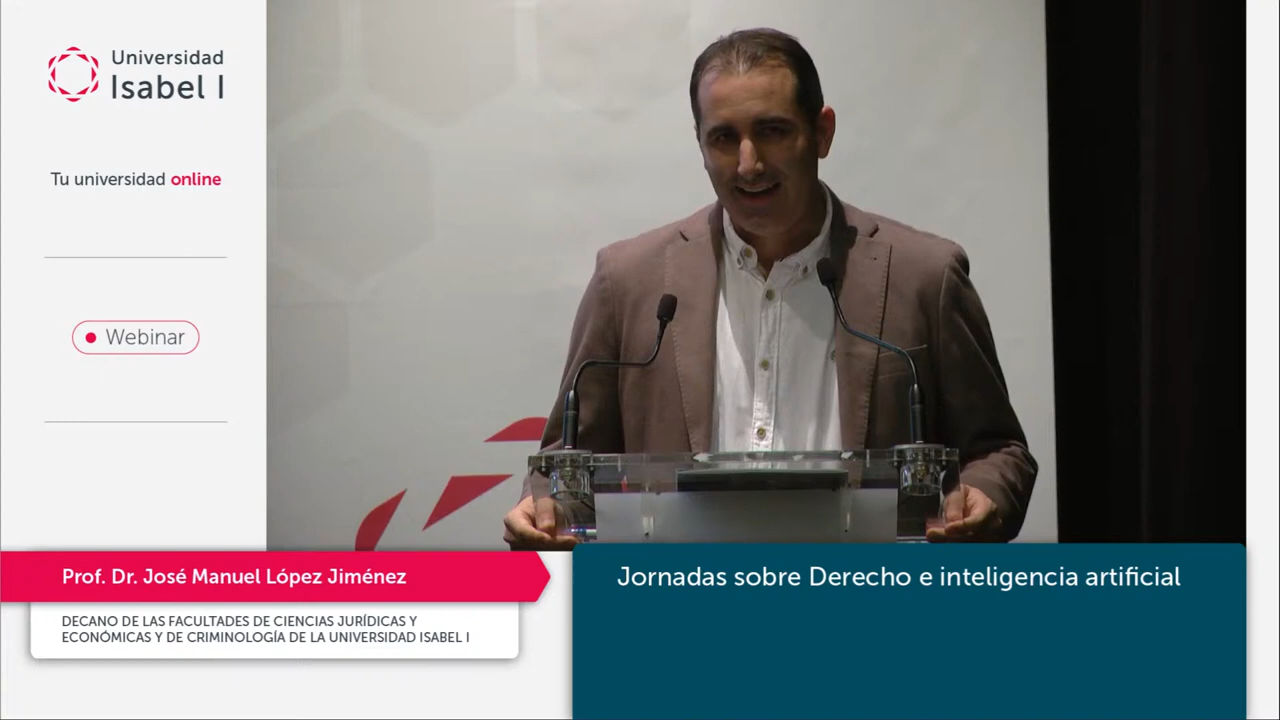 Universidad
Isabel I
Tu universidad online
Webinar
Prof. Dr. José Manuel López Jiménez
DECANO DE LAS FACULTADES DE CIENCIAS JURÍDICAS Y
ECONÓMICAS Y DE CRIMINOLOGÍA DE LA UNIVERSIDAD ISABEL I
Jornadas sobre Derecho e inteligencia artificial